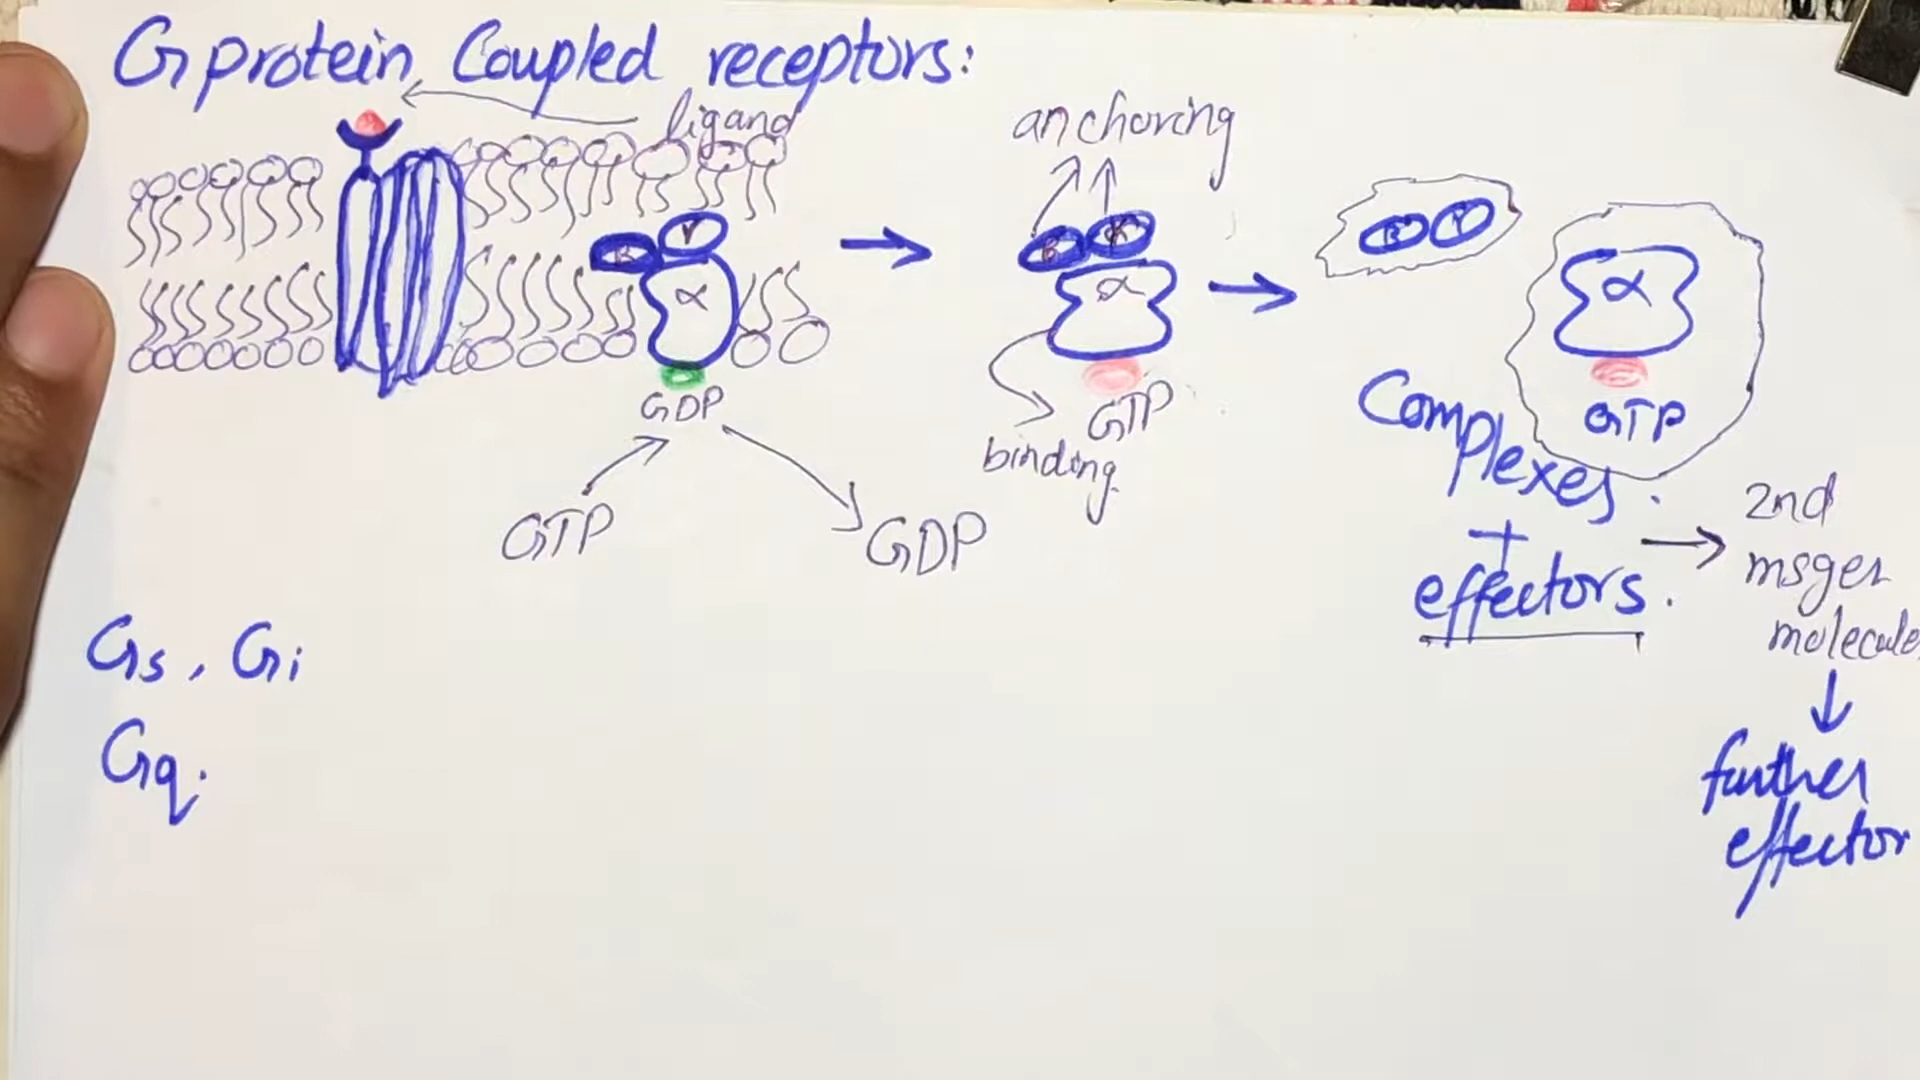 G protein Coupled receptors:
ligand
anchoring
β γ
α
GDP
GTP
GDP
β γ
α
GTP
binding
β γ
α
GTP
Complexes.
+
effectors.
2nd
msger
molecule
further
effector
Gs, Gi
Gq.